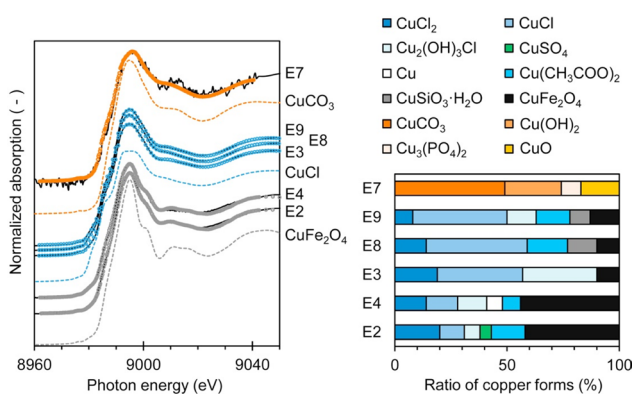 Normalized absorption ( - )
E7
CuCO₃
E9
E8
E3
CuCl
E4
E2
CuFe₂O₄
8960
9000
9040
Photon energy (eV)
CuCl₂
CuCl
Cu₂(OH)₃Cl
CuSO₄
Cu
Cu(CH₃COO)₂
CuSiO₃·H₂O
CuFe₂O₄
CuCO₃
Cu(OH)₂
Cu₃(PO₄)₂
CuO
E7
E9
E8
E3
E4
E2
0
50
100
Ratio of copper forms (%)